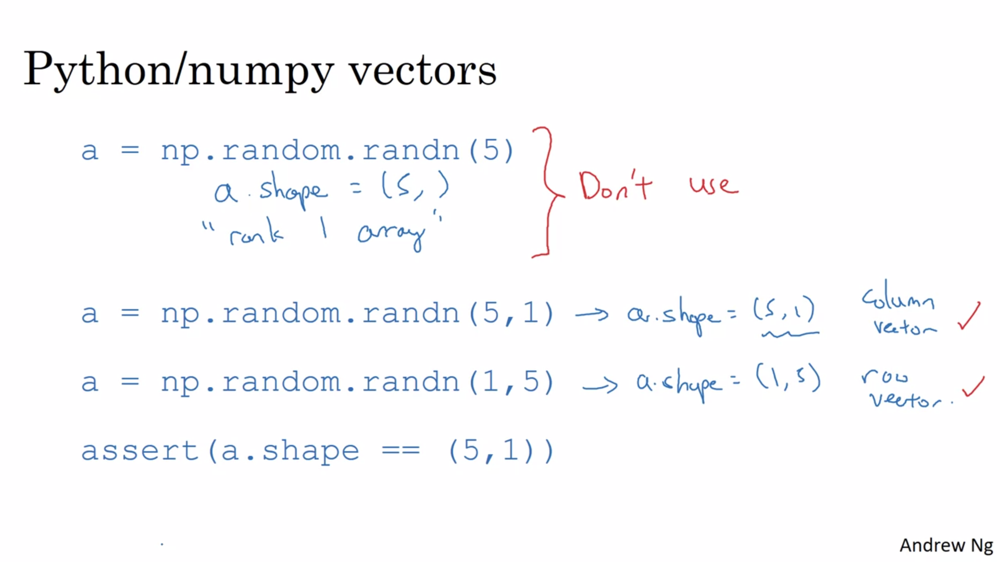 Python/numpy vectors
a = np.random.randn(5)
a.shape = (5, )
"rank 1 array"
Don't use
a = np.random.randn(5,1) → a.shape = (5,1) column vector ✓
a = np.random.randn(1,5) → a.shape = (1,5) row vector. ✓
assert(a.shape == (5,1))
Andrew Ng